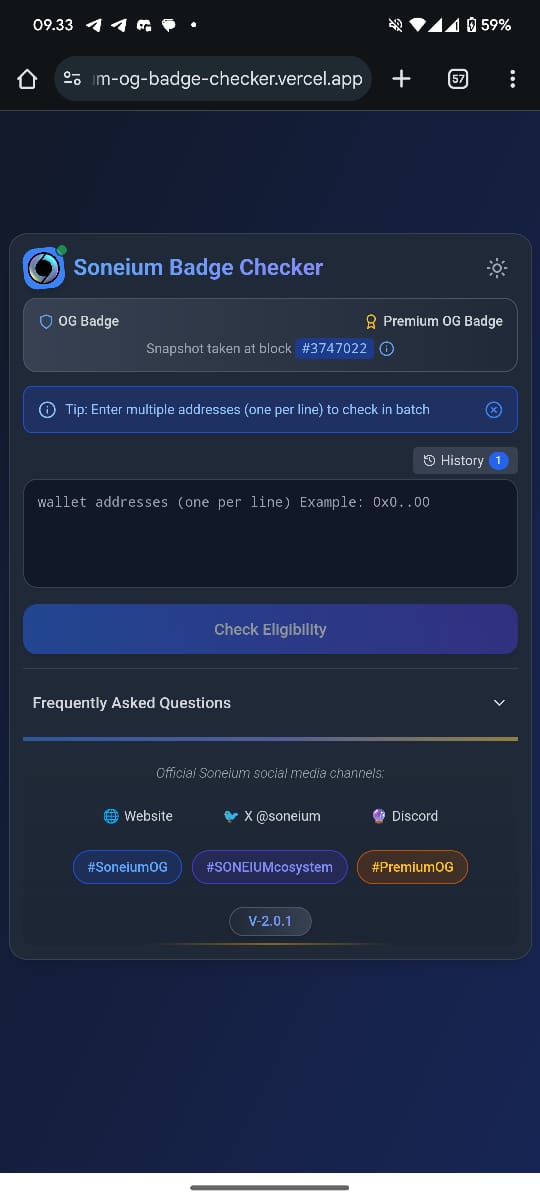 09.33
59%
m-og-badge-checker.vercel.app
57
Soneium Badge Checker
OG Badge
Premium OG Badge
Snapshot taken at block #3747022
Tip: Enter multiple addresses (one per line) to check in batch
History 1
wallet addresses (one per line) Example: 0x0..00
Check Eligibility
Frequently Asked Questions
Official Soneium social media channels:
Website
X @soneium
Discord
#SoneiumOG
#SONEIUMcosystem
#PremiumOG
V-2.0.1